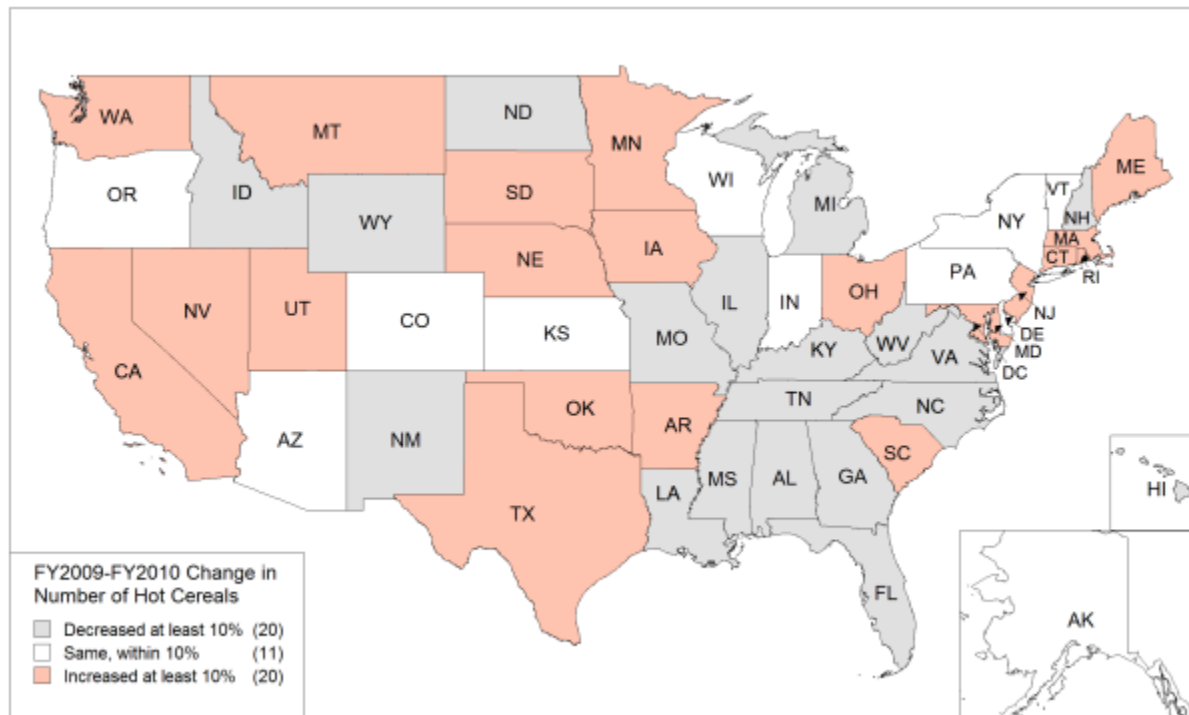 WA
MT
ND
MN
ME
OR
ID
SD
WI
VT
WY
MI
NY
NH
MA
NE
IA
CT
RI
PA
NV
UT
IL
IN
OH
NJ
CO
KS
DE
MO
WV
MD
CA
KY
VA
DC
TN
NC
OK
AR
AZ
NM
SC
MS
AL
GA
LA
HI
TX
FL
AK
FY2009-FY2010 Change in
Number of Hot Cereals
Decreased at least 10% (20)
Same, within 10% (11)
Increased at least 10% (20)